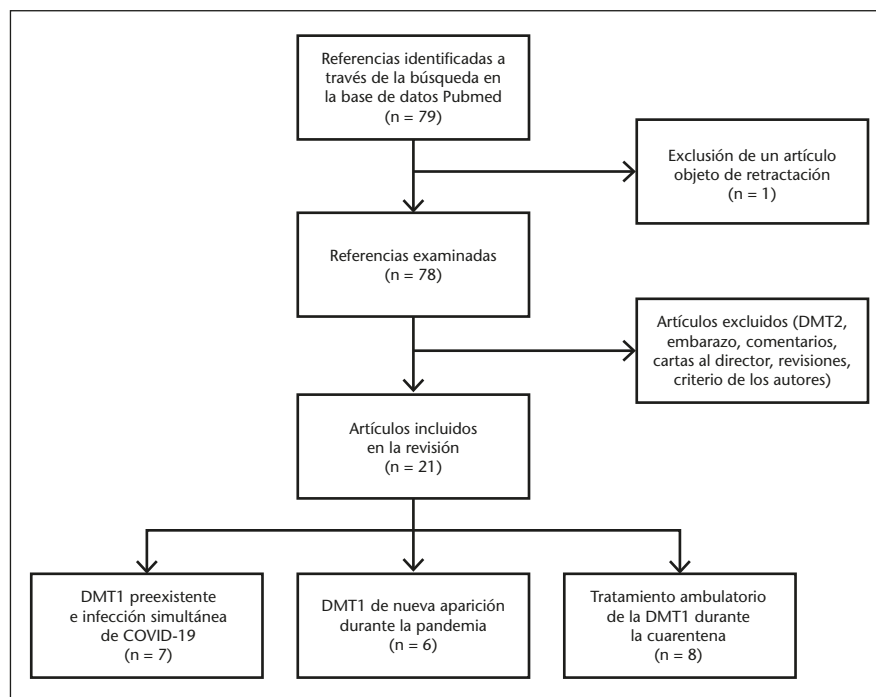 Referencias identificadas a
través de la búsqueda en
la base de datos Pubmed
(n = 79)
Exclusión de un artículo
objeto de retractación
(n = 1)
Referencias examinadas
(n = 78)
Artículos excluidos (DMT2,
embarazo, comentarios,
cartas al director, revisiones,
criterio de los autores)
Artículos incluidos
en la revisión
(n = 21)
DMT1 preexistente
e infección simultánea
de COVID-19
(n = 7)
DMT1 de nueva aparición
durante la pandemia
(n = 6)
Tratamiento ambulatorio
de la DMT1 durante
la cuarentena
(n = 8)